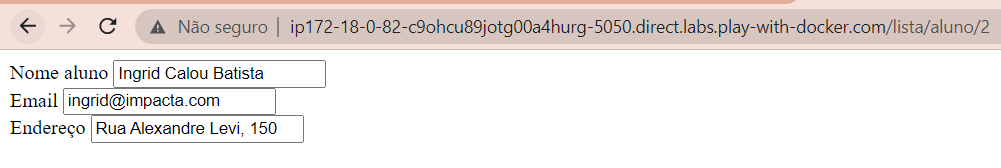 Não seguro | ip172-18-0-82-c9ohcu89jotg00a4hurg-5050.direct.labs.play-with-docker.com/lista/aluno/2
Nome aluno Ingrid Calou Batista
Email ingrid@impacta.com
Endereço Rua Alexandre Levi, 150